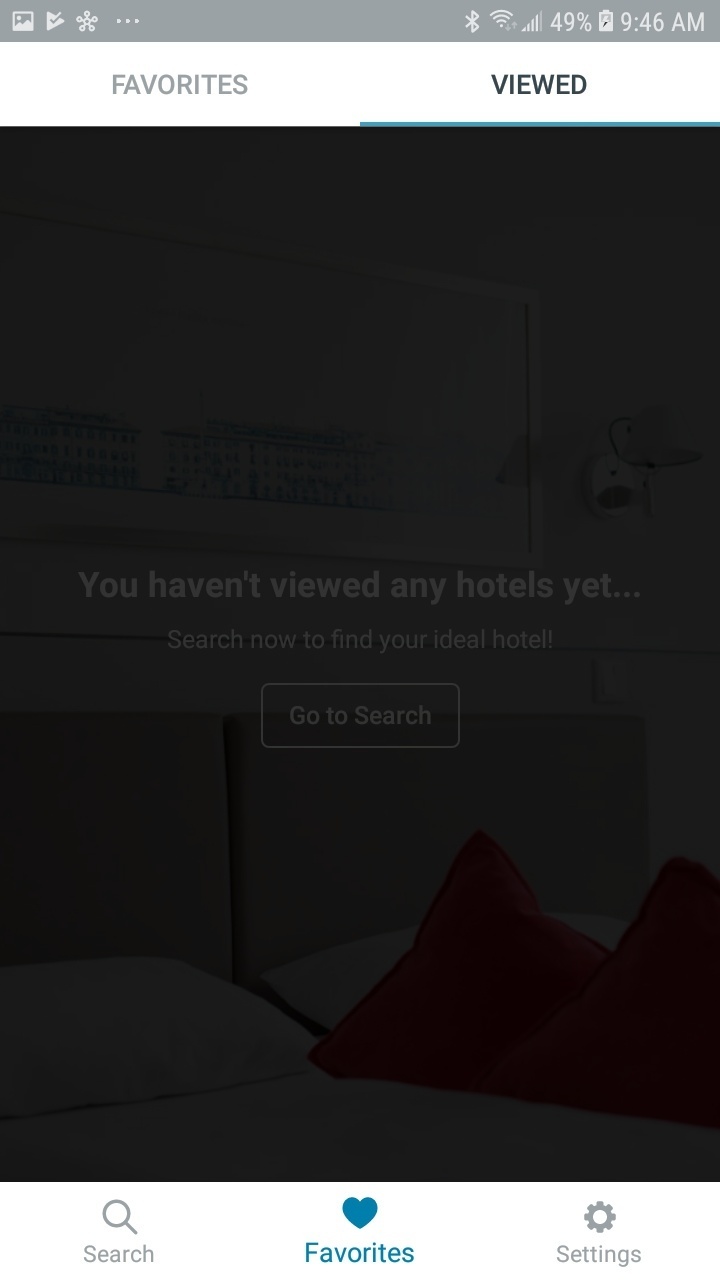 49% 9:46 AM
FAVORITES VIEWED
You haven't viewed any hotels yet...
Search now to find your ideal hotel!
Go to Search
Search Favorites Settings